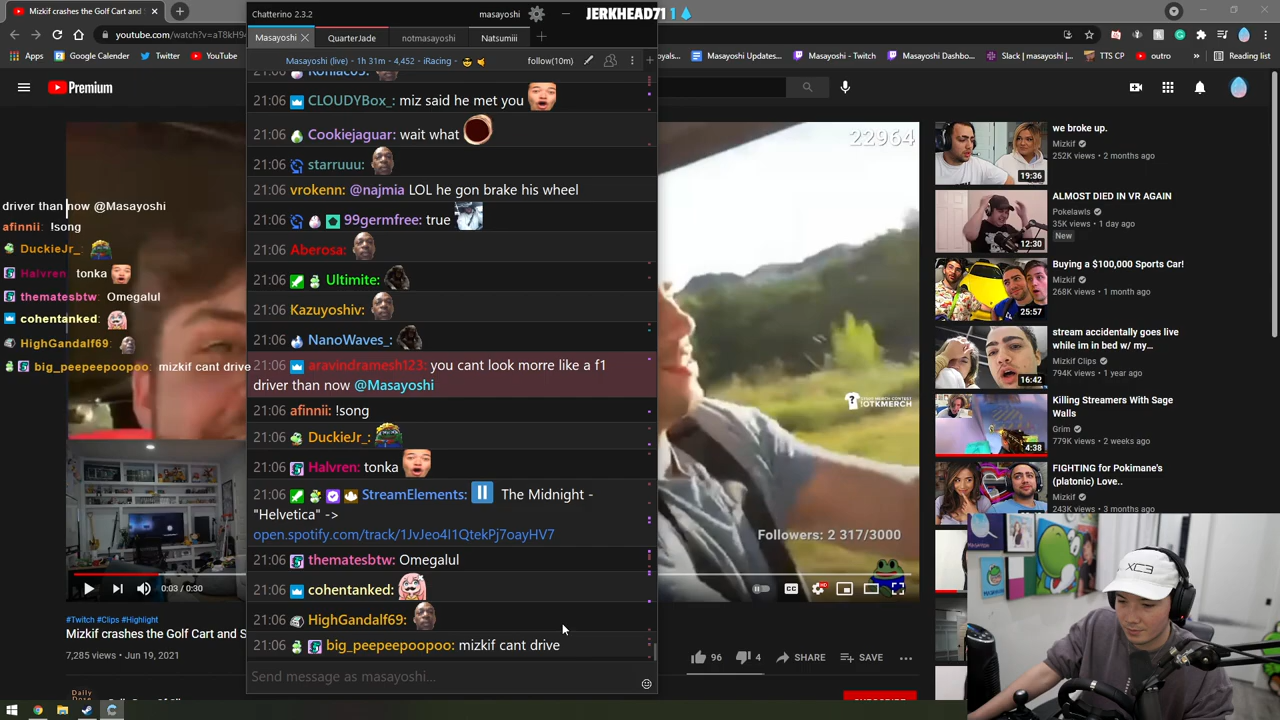 Mizkif crashes the Golf Cart and S
youtube.com/watch?v=aT8kH9
Apps
Google Calendar
Twitter
YouTube
Chatterino 2.3.2
masayoshi
JERKHEAD71 1
Masayoshi
QuarterJade
notmasayoshi
Natsumiii
Masayoshi (live) - 1h 31m - 4,452 - iRacing -
follow(10m)
Masayoshi Updates...
Masayoshi - Twitch
Masayoshi Dashbo...
Slack | masayoshi |...
TTS CP
outro
Reading list
Premium
21:06 CLOUDYBox_: miz said he met you
21:06 Cookiejaguar: wait what
21:06 starruuu:
21:06 vrokenn: @najmia LOL he gon brake his wheel
21:06 99germfree: true
21:06 Aberosa:
21:06 Ultimite:
21:06 Kazuyoshiv:
21:06 NanoWaves_:
21:06 aravindramesh123: you cant look morre like a f1
driver than now @Masayoshi
21:06 afinnii: !song
21:06 DuckieJr_:
21:06 Halvren: tonka
21:06 StreamElements: The Midnight -
"Helvetica" ->
open.spotify.com/track/1JvJeo4l1QtekPj7oayHV7
21:06 thematesbtw: Omegalul
21:06 cohentanked:
21:06 HighGandalf69:
21:06 big_peepeepoopoo: mizkif cant drive
Send message as masayoshi...
driver than now @Masayoshi
afinnii: !song
DuckieJr_:
Halvren: tonka
thematesbtw: Omegalul
cohentanked:
HighGandalf69:
big_peepeepoopoo: mizkif cant drive
0:03 / 0:30
#Twitch #Clips #Highlight
Mizkif crashes the Golf Cart and S
7,285 views • Jun 19, 2021
22964
!OTKMERCH
Followers: 2 317/3000
CC
HD
96
4
SHARE
SAVE
SUBSCRIBE
we broke up.
Mizkif
252K views • 2 months ago
19:36
ALMOST DIED IN VR AGAIN
Pokelawls
35K views • 1 day ago
New
12:30
Buying a $100,000 Sports Car!
Mizkif
268K views • 1 month ago
25:57
stream accidentally goes live
while im in bed w/ my...
Mizkif Clips
794K views • 1 year ago
16:42
Killing Streamers With Sage
Walls
Grim
779K views • 2 weeks ago
4:38
FIGHTING for Pokimane's
(platonic) Love..
Mizkif
243K views • 3 months ago
XC3